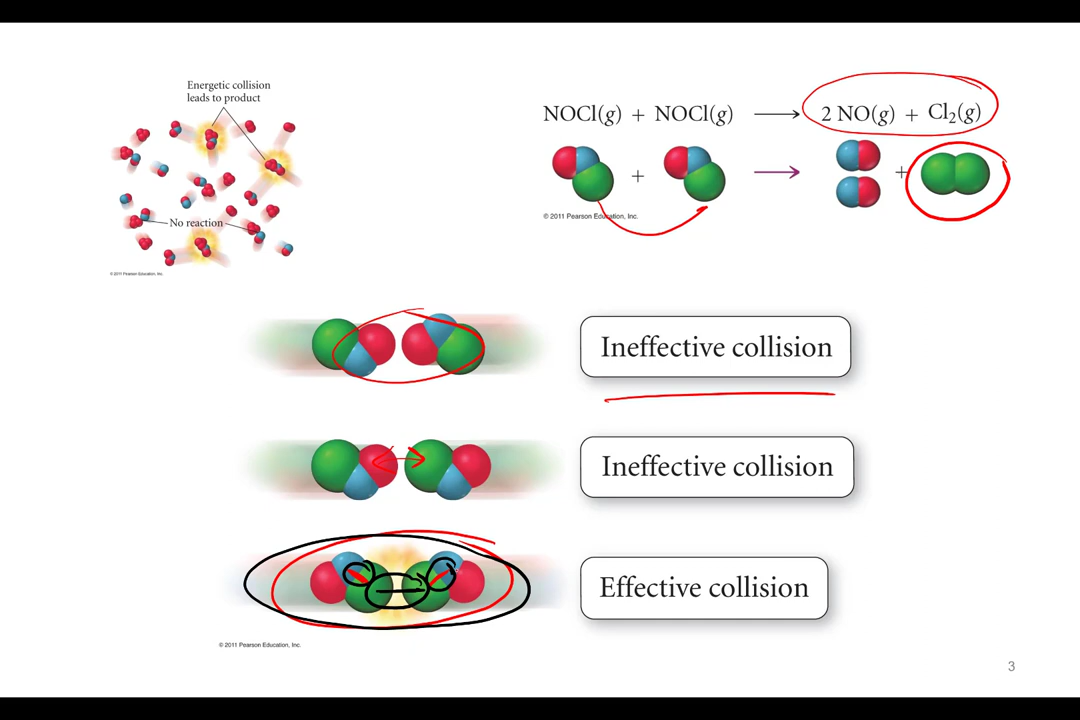 Energetic collision
leads to product
No reaction
© 2011 Pearson Education, Inc.
NOCl(g) + NOCl(g) ⟶ 2 NO(g) + Cl₂(g)
+ ⟶ +
© 2011 Pearson Education, Inc.
Ineffective collision
Ineffective collision
Effective collision
© 2011 Pearson Education, Inc.
3